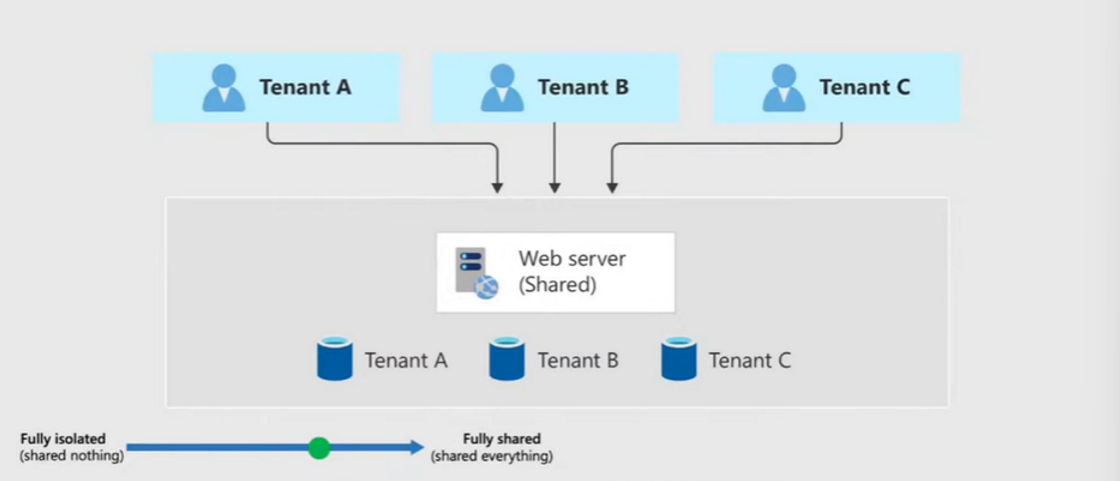 Tenant A
Tenant B
Tenant C
Web server
(Shared)
Tenant A
Tenant B
Tenant C
Fully isolated
(shared nothing)
Fully shared
(shared everything)